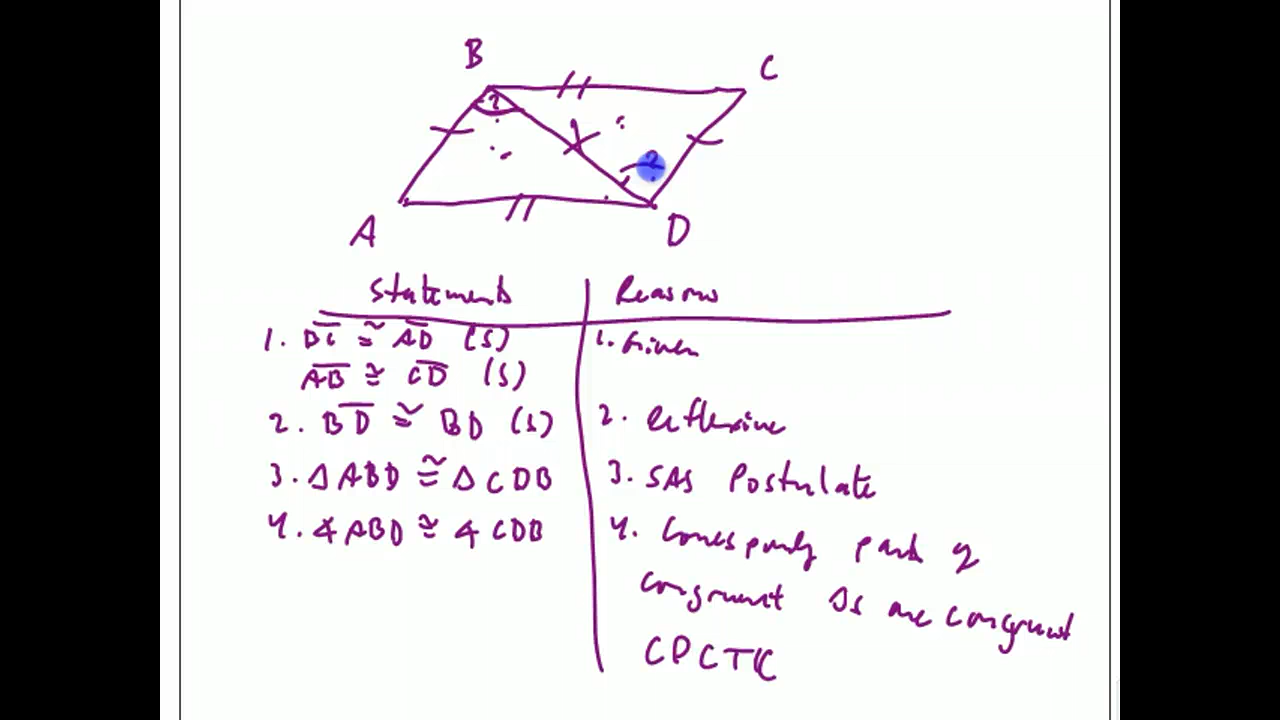 B
C
?
?
A
D
Statements
Reasons
1. BC ≅ AD (S)
1. Given
AB ≅ CD (S)
2. BD ≅ BD (S)
2. Reflexive
3. △ABD ≅ △CDB
3. SAS Postulate
4. ∡ABD ≅ ∡CDB
4. Corresponding parts of
congruent △s are congruent
CPCTC